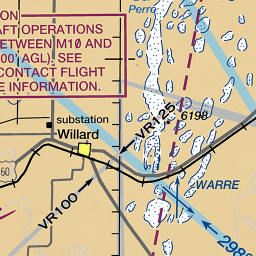 Perro
ON
AFT OPERATIONS
BETWEEN M10 AND
00' AGL). SEE
CONTACT FLIGHT
E INFORMATION.
substation
Willard
VR125
6198
60
WARRE
VR100
298